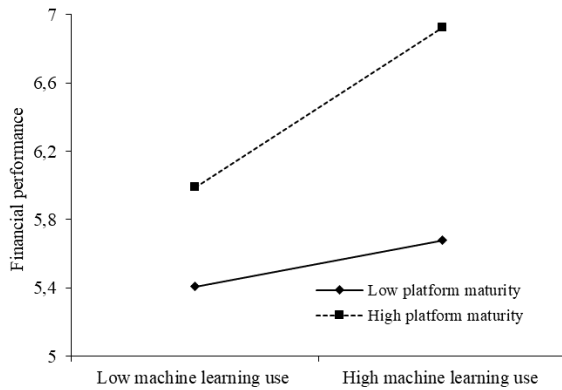 7
6,6
6,2
5,8
5,4
5
Financial performance
Low platform maturity
High platform maturity
Low machine learning use
High machine learning use